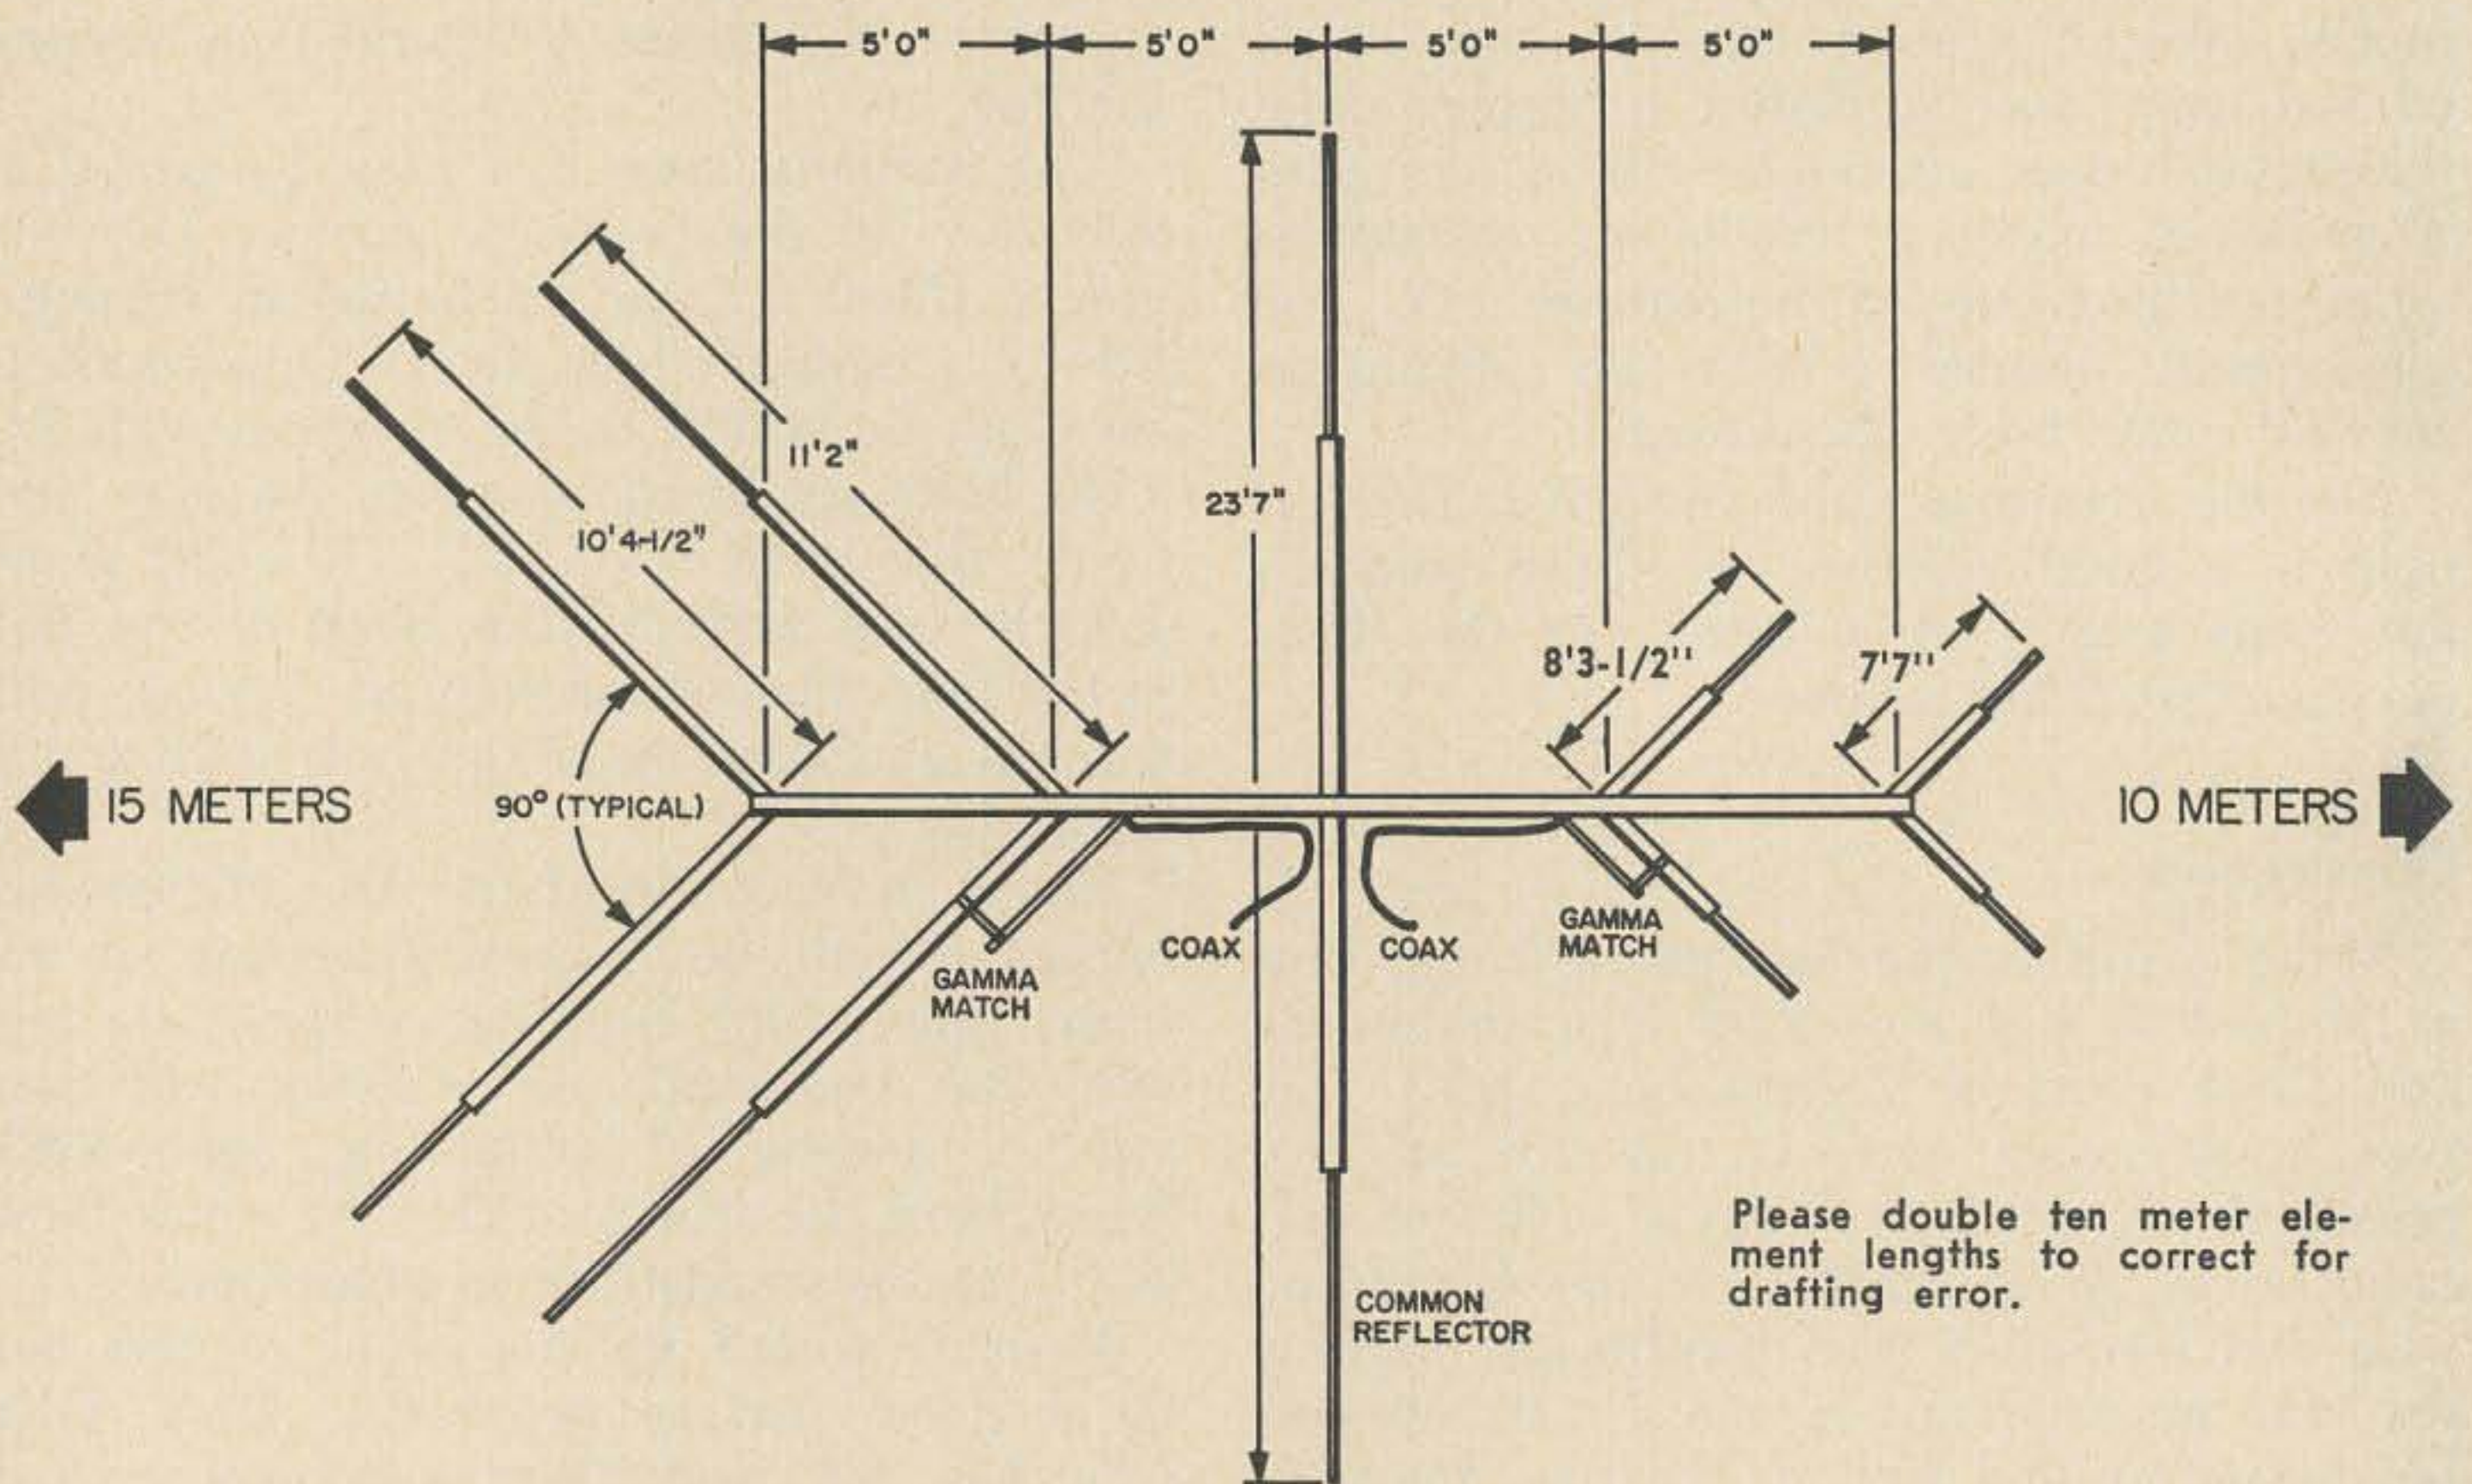 5'0" 5'0" 5'0" 5'0"
11'2"
23'7"
10'4-1/2"
8'3-1/2''
7'7''
15 METERS
90° (TYPICAL)
10 METERS
COAX
COAX
GAMMA
MATCH
GAMMA
MATCH
Please double ten meter ele-
ment lengths to correct for
drafting error.
COMMON
REFLECTOR